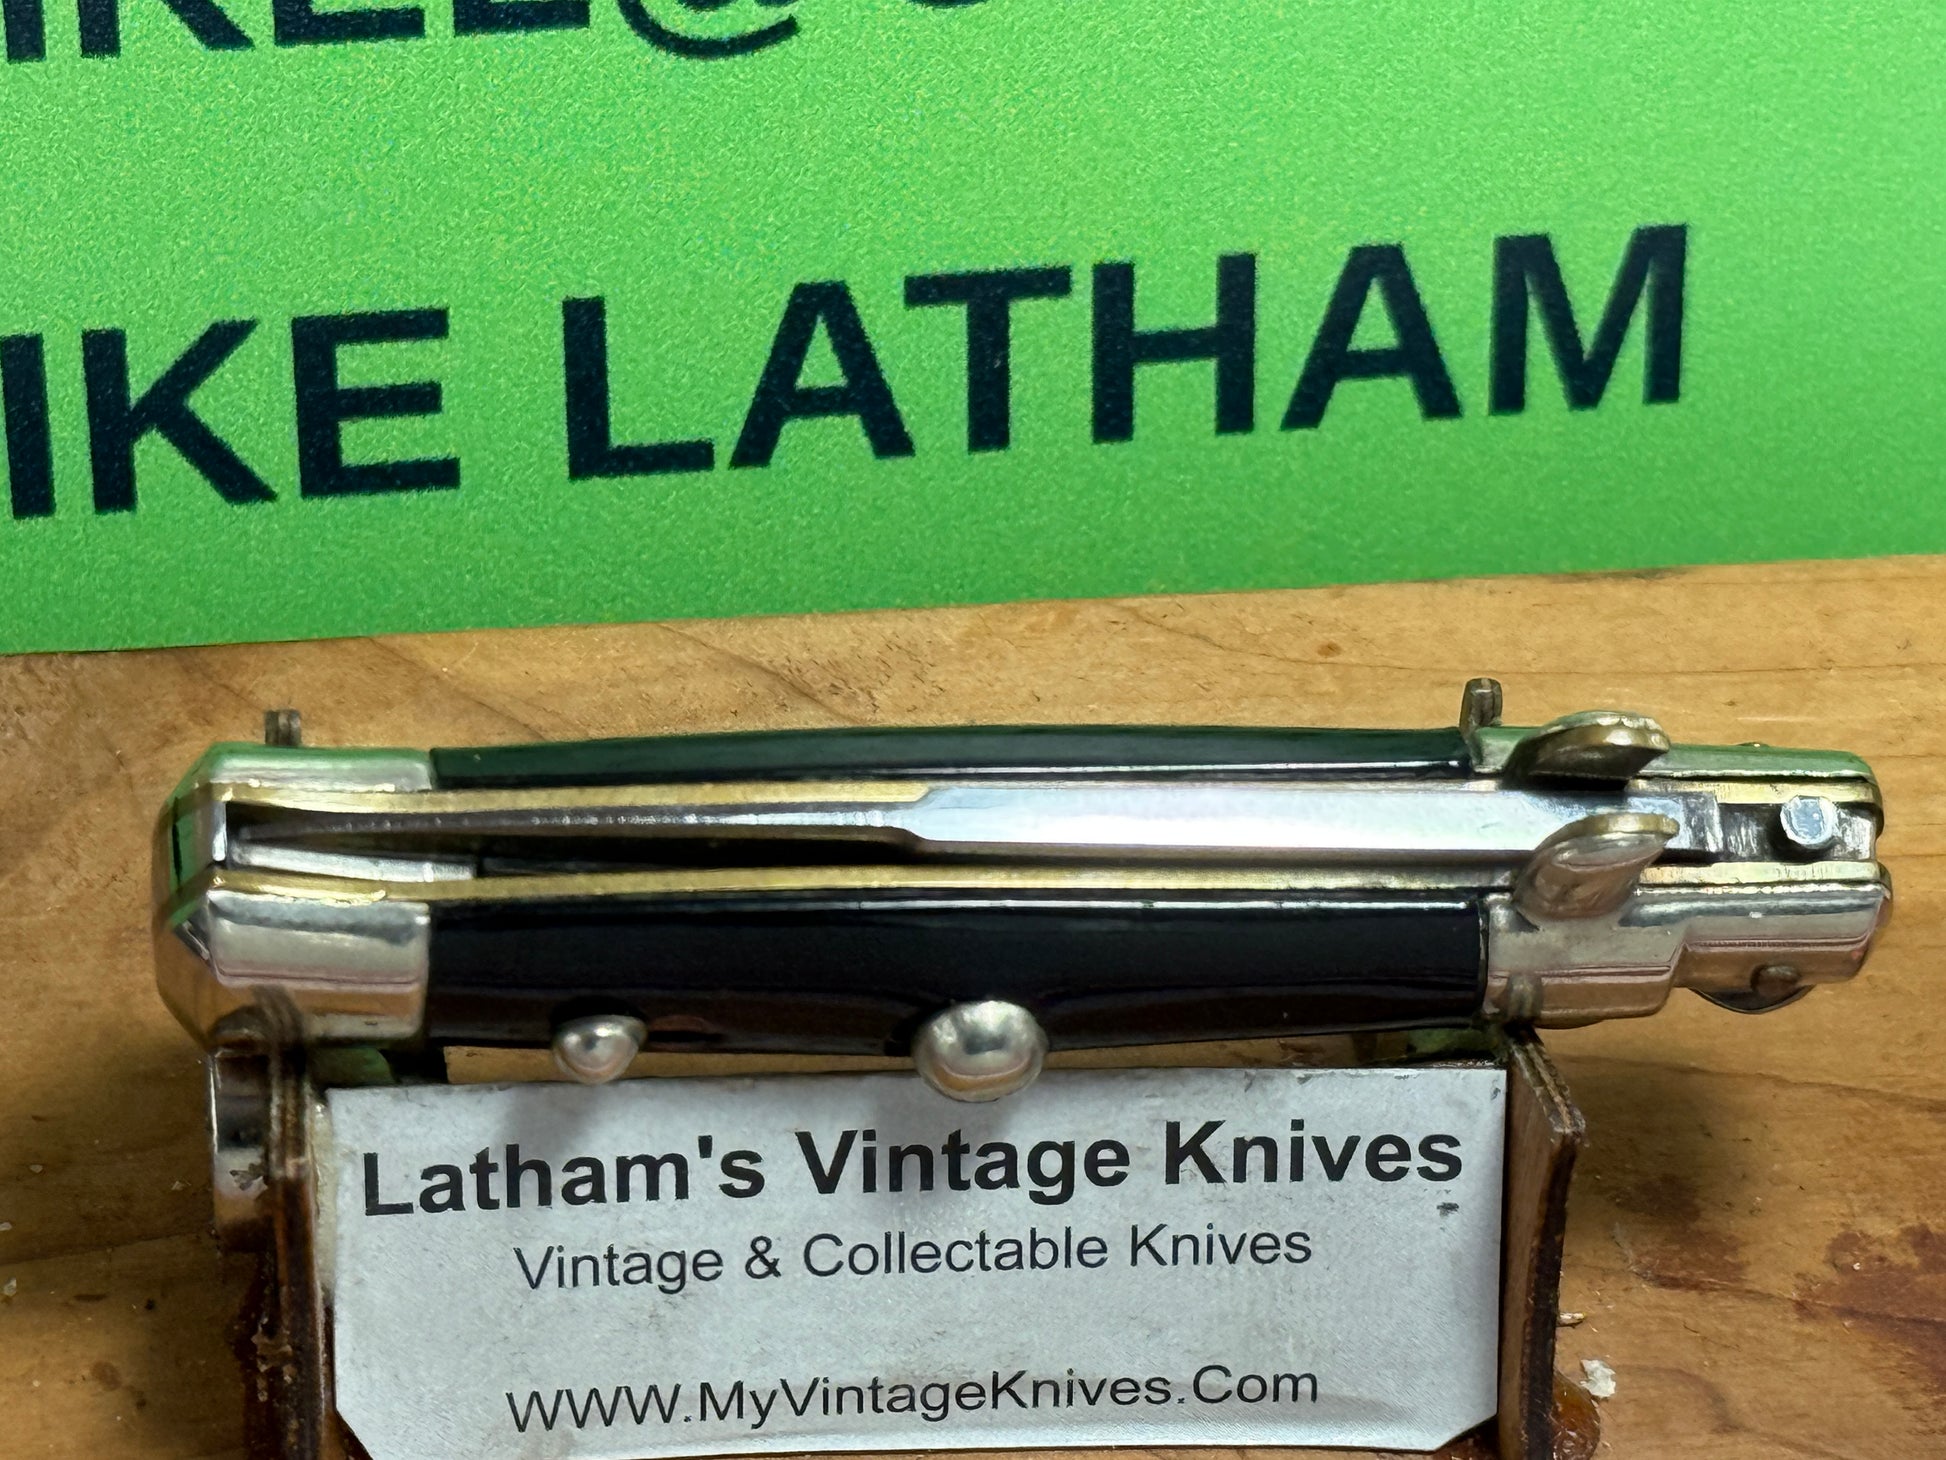 IKE LATHAM
Latham's Vintage Knives
Vintage & Collectable Knives
WWW.MyVintageKnives.Com